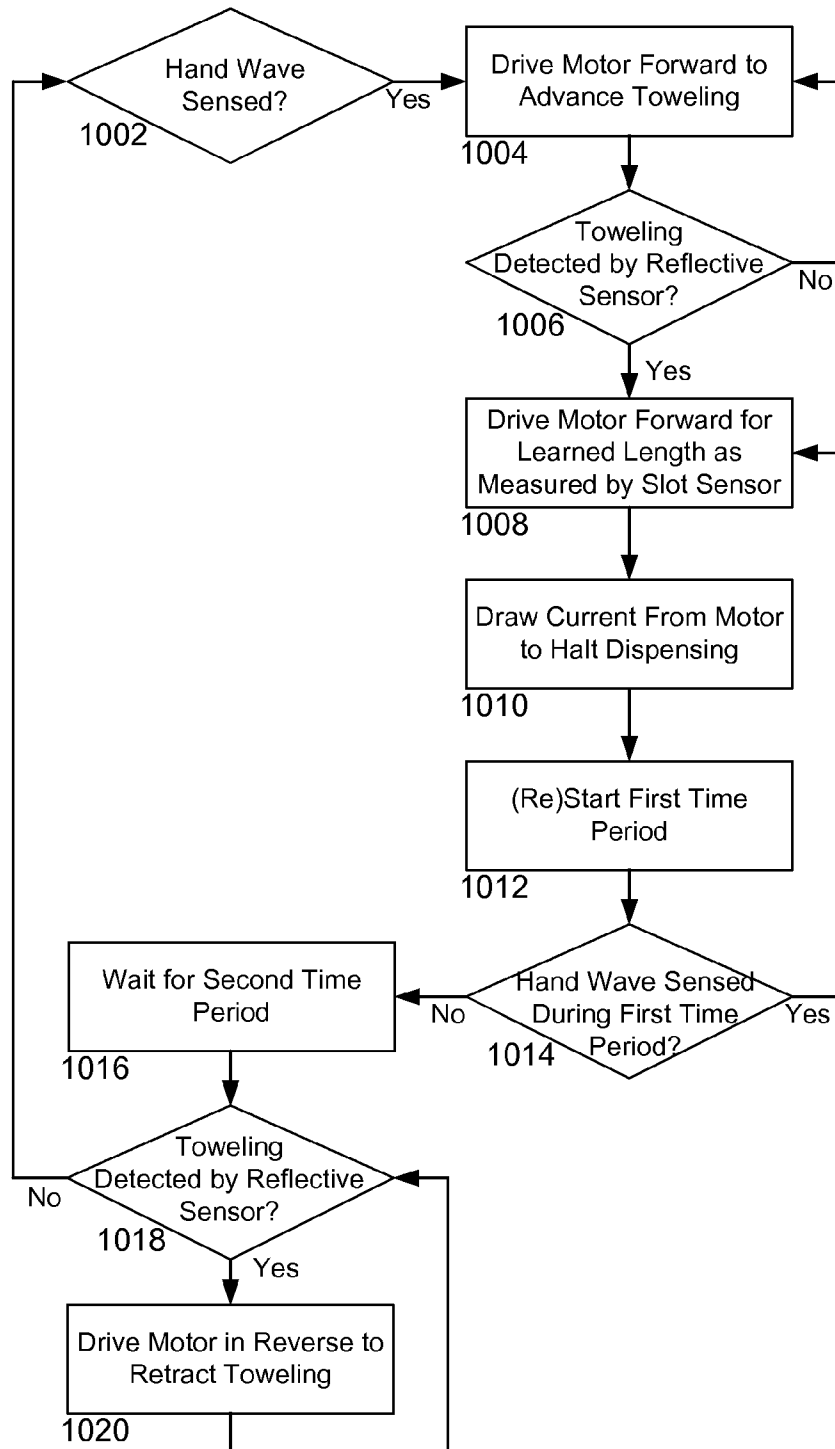 Hand Wave
Sensed?
Yes
1002
Drive Motor Forward to
Advance Toweling
1004
Toweling
Detected by Reflective
Sensor?
No
1006
Yes
Drive Motor Forward for
Learned Length as
Measured by Slot Sensor
1008
Draw Current From Motor
to Halt Dispensing
1010
(Re)Start First Time
Period
1012
Hand Wave Sensed
During First Time
Period?
No
Yes
1014
Wait for Second Time
Period
1016
Toweling
Detected by Reflective
Sensor?
No
1018
Yes
Drive Motor in Reverse to
Retract Toweling
1020